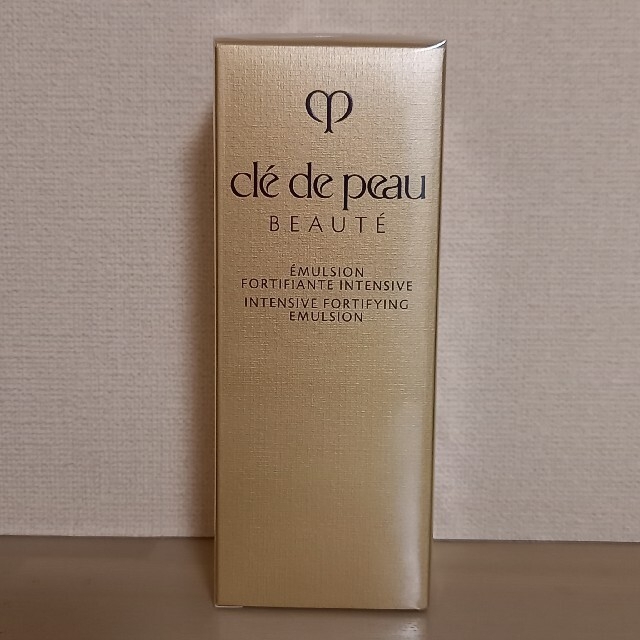 clé de peau
BEAUTÉ
ÉMULSION
FORTIFIANTE INTENSIVE
INTENSIVE FORTIFYING
EMULSION